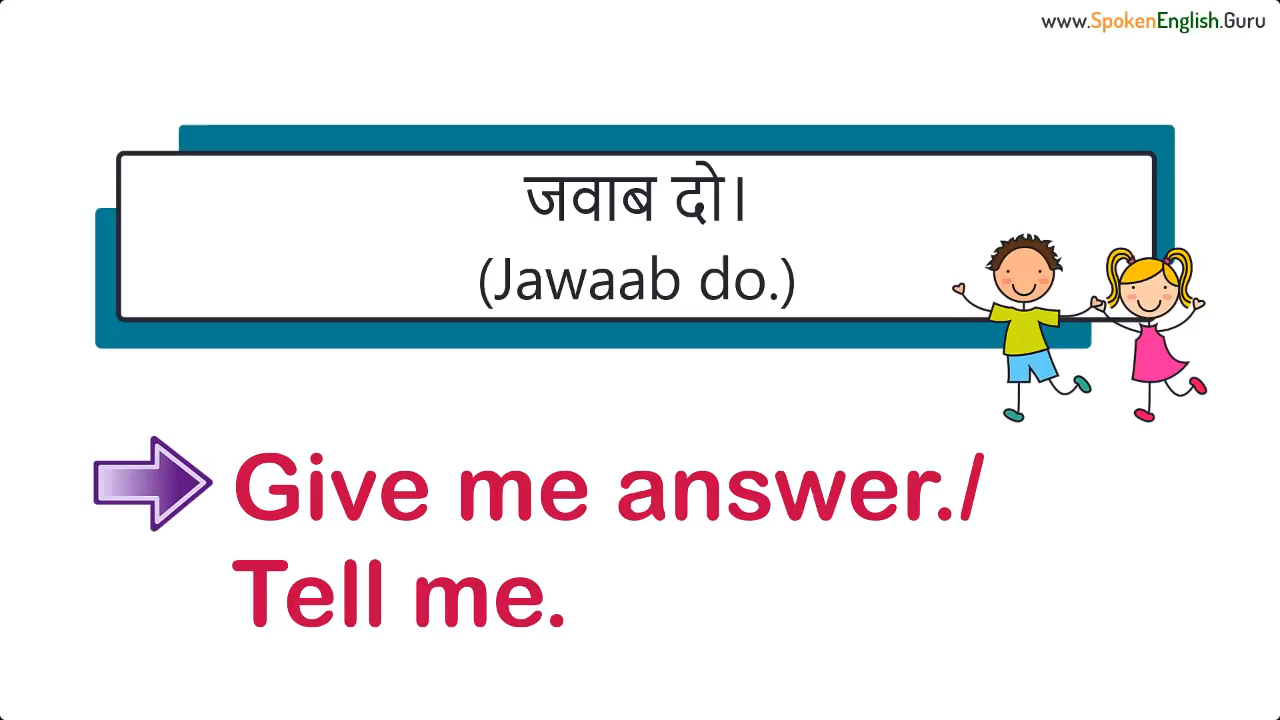 www.SpokenEnglish.Guru
जवाब दो।
(Jawaab do.)
Give me answer./
Tell me.